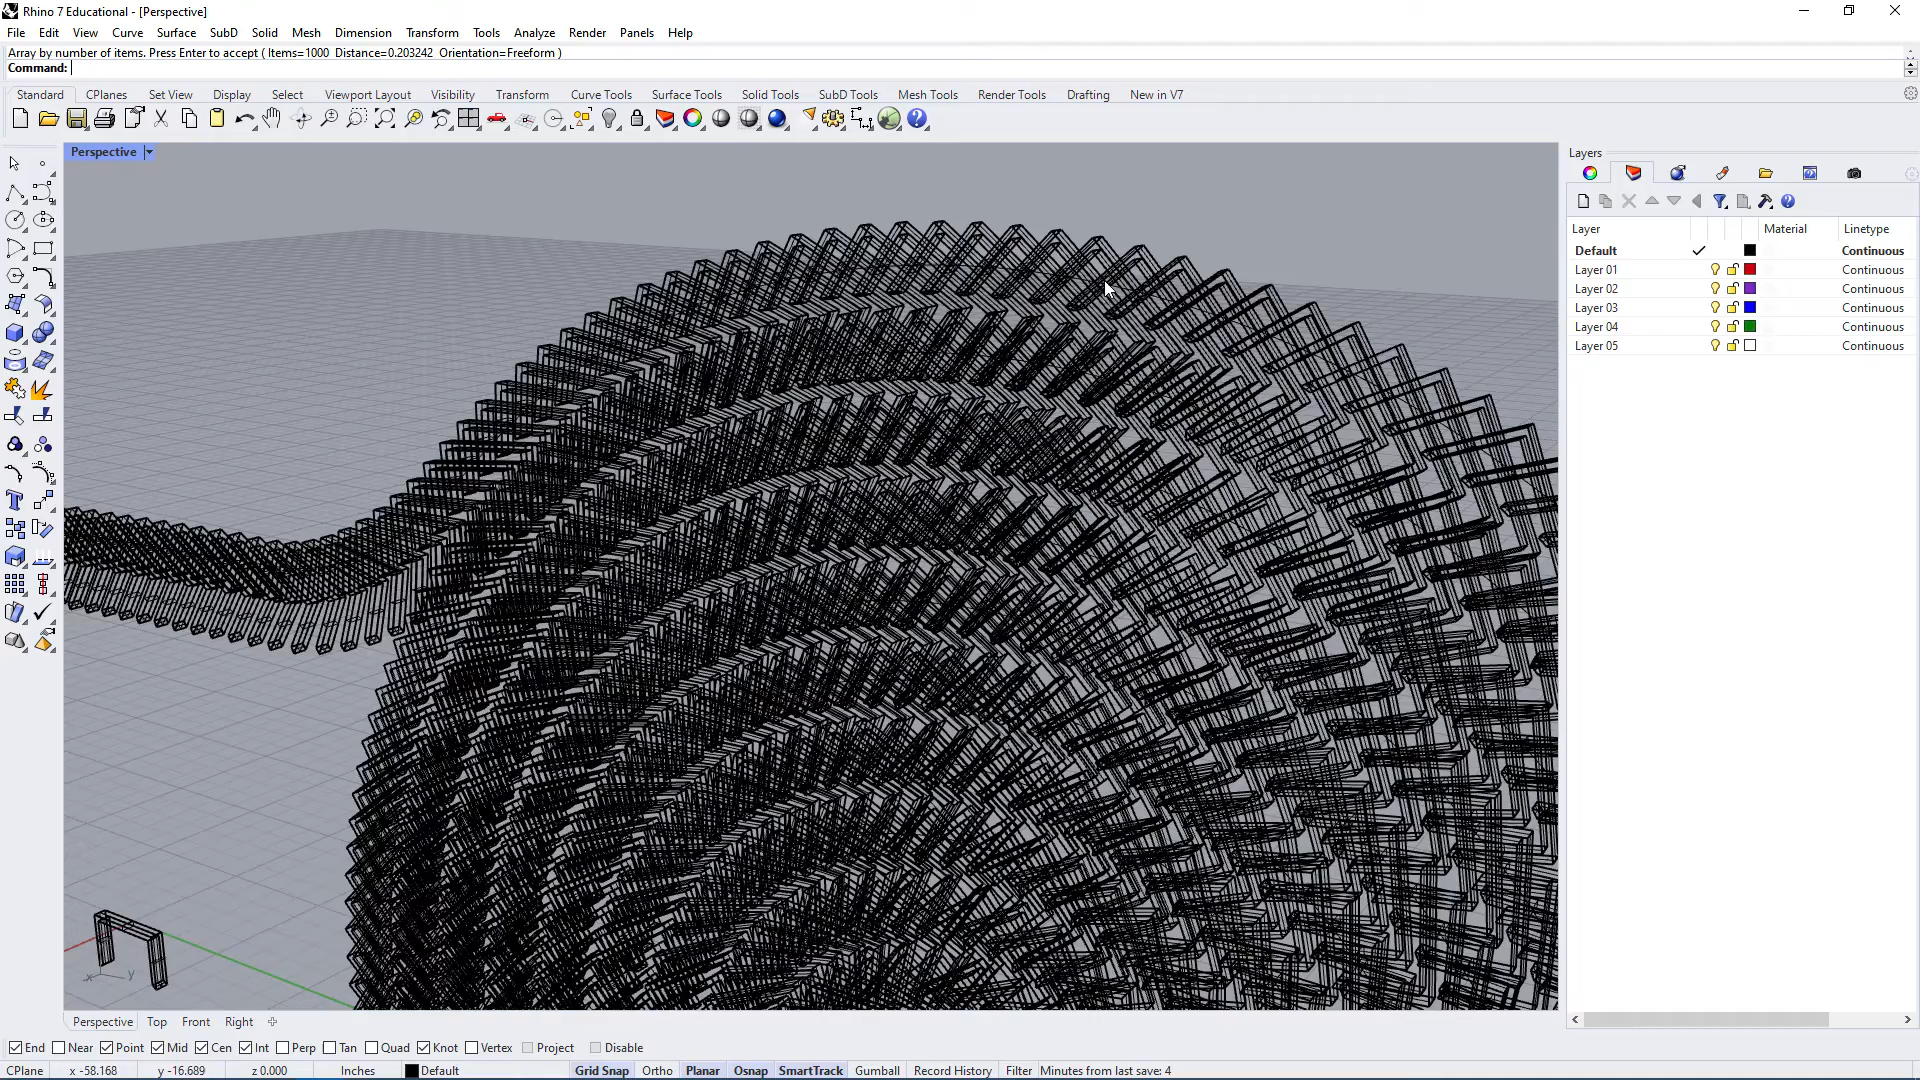 Rhino 7 Educational - [Perspective]
File Edit View Curve Surface SubD Solid Mesh Dimension Transform Tools Analyze Render Panels Help
Array by number of items. Press Enter to accept ( Items=1000 Distance=0.203242 Orientation=Freeform )
Command:
Standard CPlanes Set View Display Select Viewport Layout Visibility Transform Curve Tools Surface Tools Solid Tools SubD Tools Mesh Tools Render Tools Drafting New in V7
Perspective
Layers
Layer Material Linetype
Default Continuous
Layer 01 Continuous
Layer 02 Continuous
Layer 03 Continuous
Layer 04 Continuous
Layer 05 Continuous
x y
Perspective Top Front Right
End Near Point Mid Cen Int Perp Tan Quad Knot Vertex Project Disable
CPlane x -58.168 y -16.689 z 0.000 Inches Default Grid Snap Ortho Planar Osnap SmartTrack Gumball Record History Filter Minutes from last save: 4